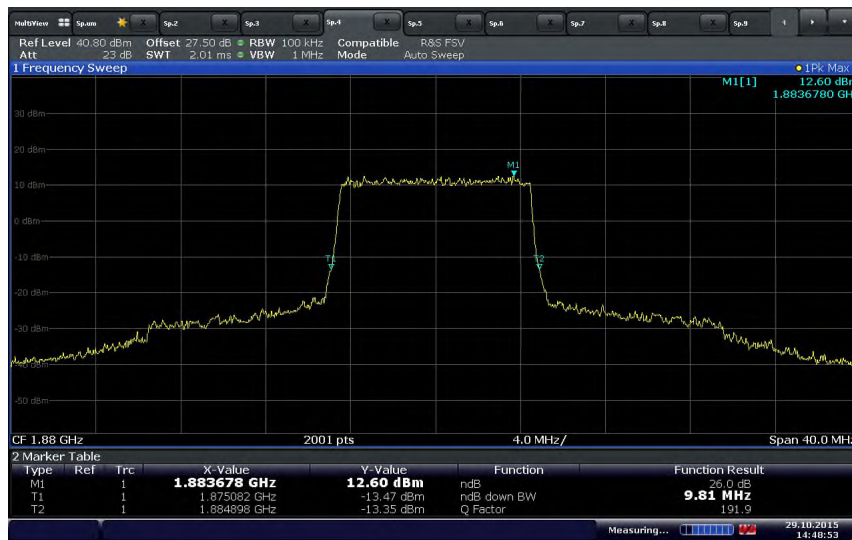 MultiView Sp.um X Sp.2 X Sp.3 X Sp.4 X Sp.5 X Sp.6 X Sp.7 X Sp.8 X Sp.9
Ref Level 40.80 dBm Offset 27.50 dB RBW 100 kHz Compatible R&S FSV
Att 23 dB SWT 2.01 ms VBW 1 MHz Mode Auto Sweep
1 Frequency Sweep 1Pk Max
M1[1] 12.60 dBm
1.8836780 GH
30 dBm
20 dBm
M1
10 dBm
0 dBm
-10 dBm
T1 T2
-20 dBm
-30 dBm
-40 dBm
-50 dBm
CF 1.88 GHz 2001 pts 4.0 MHz/ Span 40.0 MHz
2 Marker Table
Type Ref Trc X-Value Y-Value Function Function Result
M1 1 1.883678 GHz 12.60 dBm ndB 26.0 dB
T1 1 1.875082 GHz -13.47 dBm ndB down BW 9.81 MHz
T2 1 1.884898 GHz -13.35 dBm Q Factor 191.9
Measuring... 29.10.2015
14:48:53